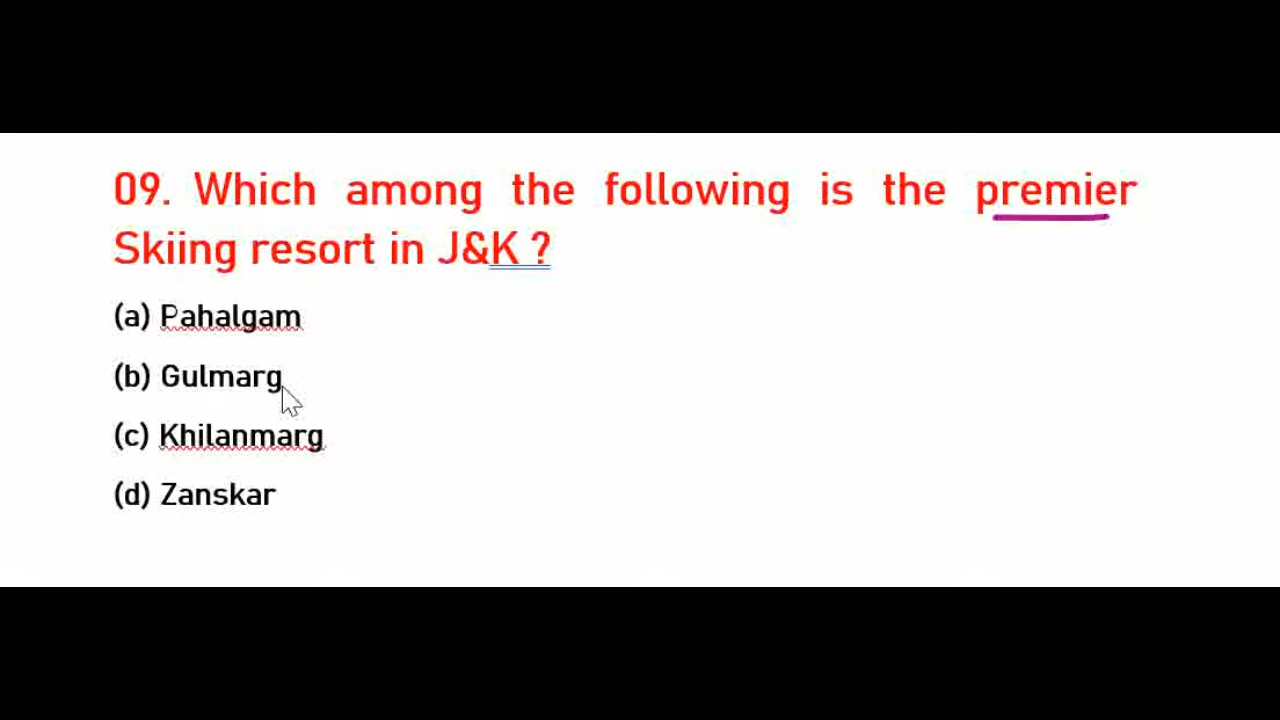 09. Which among the following is the premier
Skiing resort in J&K ?
(a) Pahalgam
(b) Gulmarg
(c) Khilanmarg
(d) Zanskar